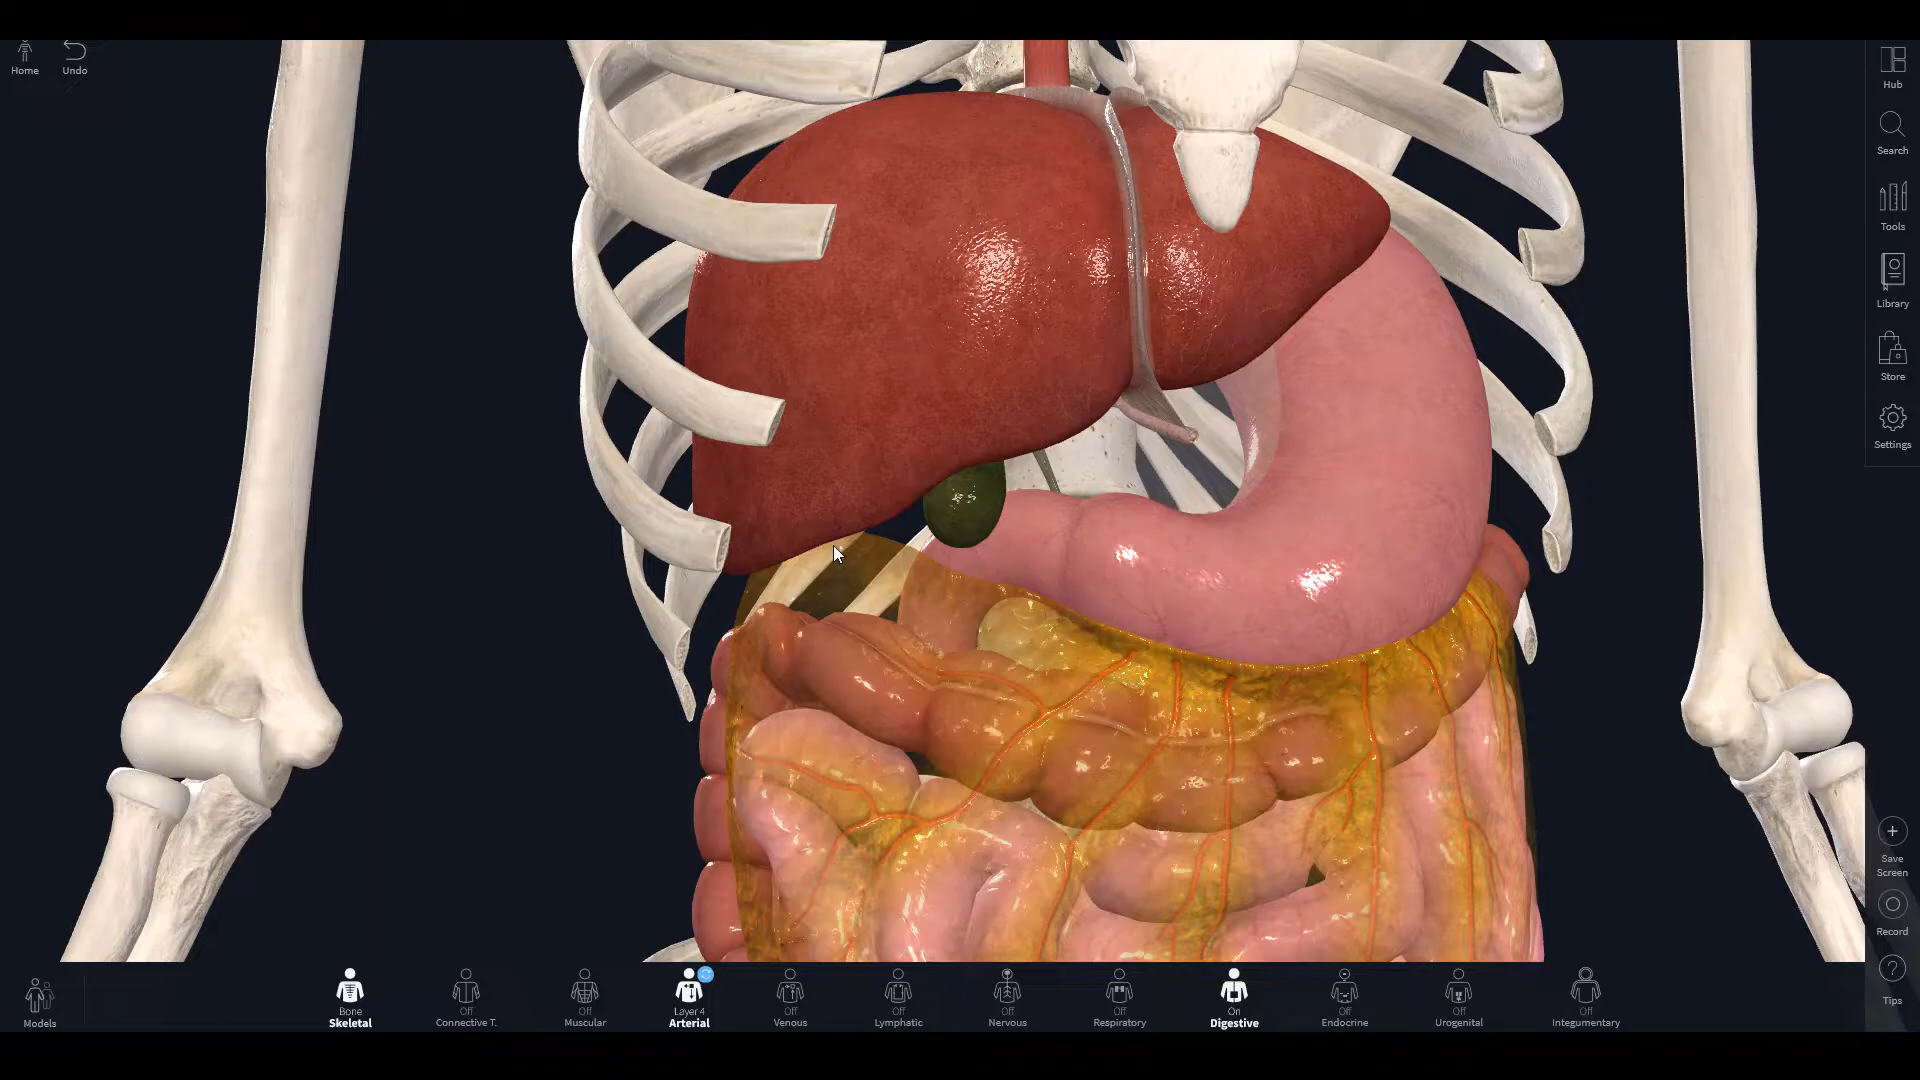 Home
Undo
Hub
Search
Tools
Library
Store
Settings
Save
Screen
Record
Tips
Models
Bone
Skeletal
Off
Connective T.
Off
Muscular
Layer 4
Arterial
Off
Venous
Off
Lymphatic
Off
Nervous
Off
Respiratory
On
Digestive
Off
Endocrine
Off
Urogenital
Off
Integumentary